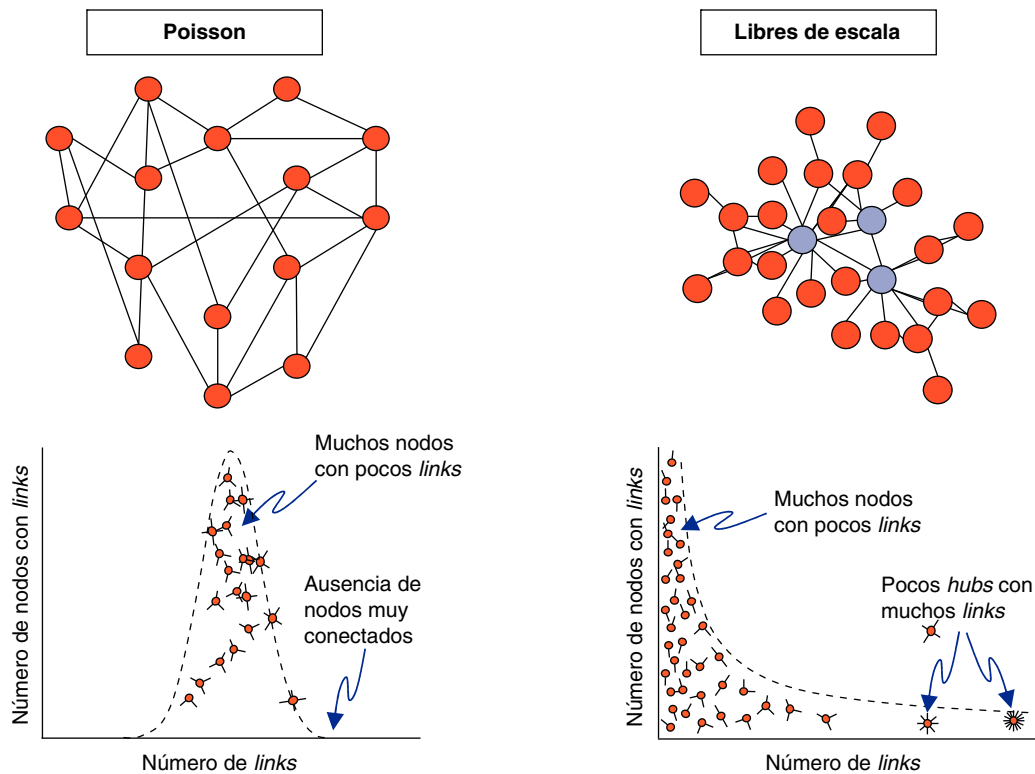 Poisson
Libres de escala
Número de nodos con links
Muchos nodos
con pocos links
Ausencia de
nodos muy
conectados
Número de links
Número de nodos con links
Muchos nodos
con pocos links
Pocos hubs con
muchos links
Número de links